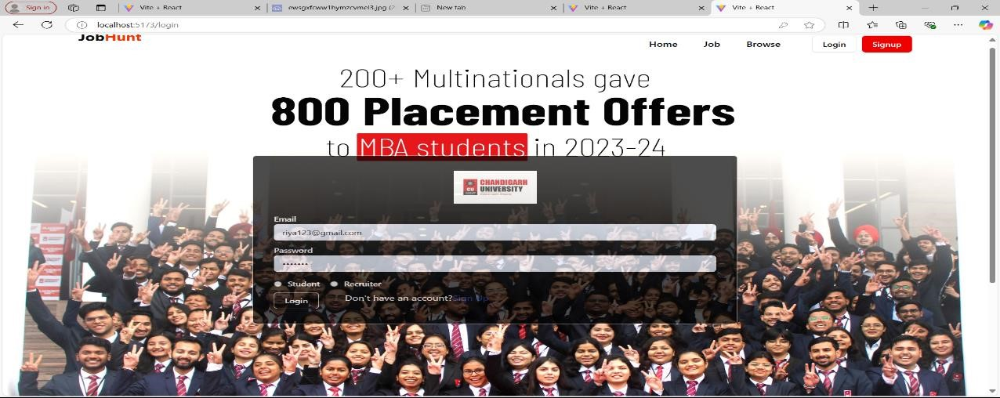 Sign in
Vite + React
ewsgxfcww1hymzcvmel3.jpg (2
New tab
Vite + React
Vite + React
localhost:5173/login
JobHunt
Home Job Browse Login Signup
200+ Multinationals gave
800 Placement Offers
to MBA students in 2023-24
CU CHANDIGARH
UNIVERSITY
Email
riya123@gmail.com
Password
•••••••
Student Recruiter
Login Don't have an account?Sign Up